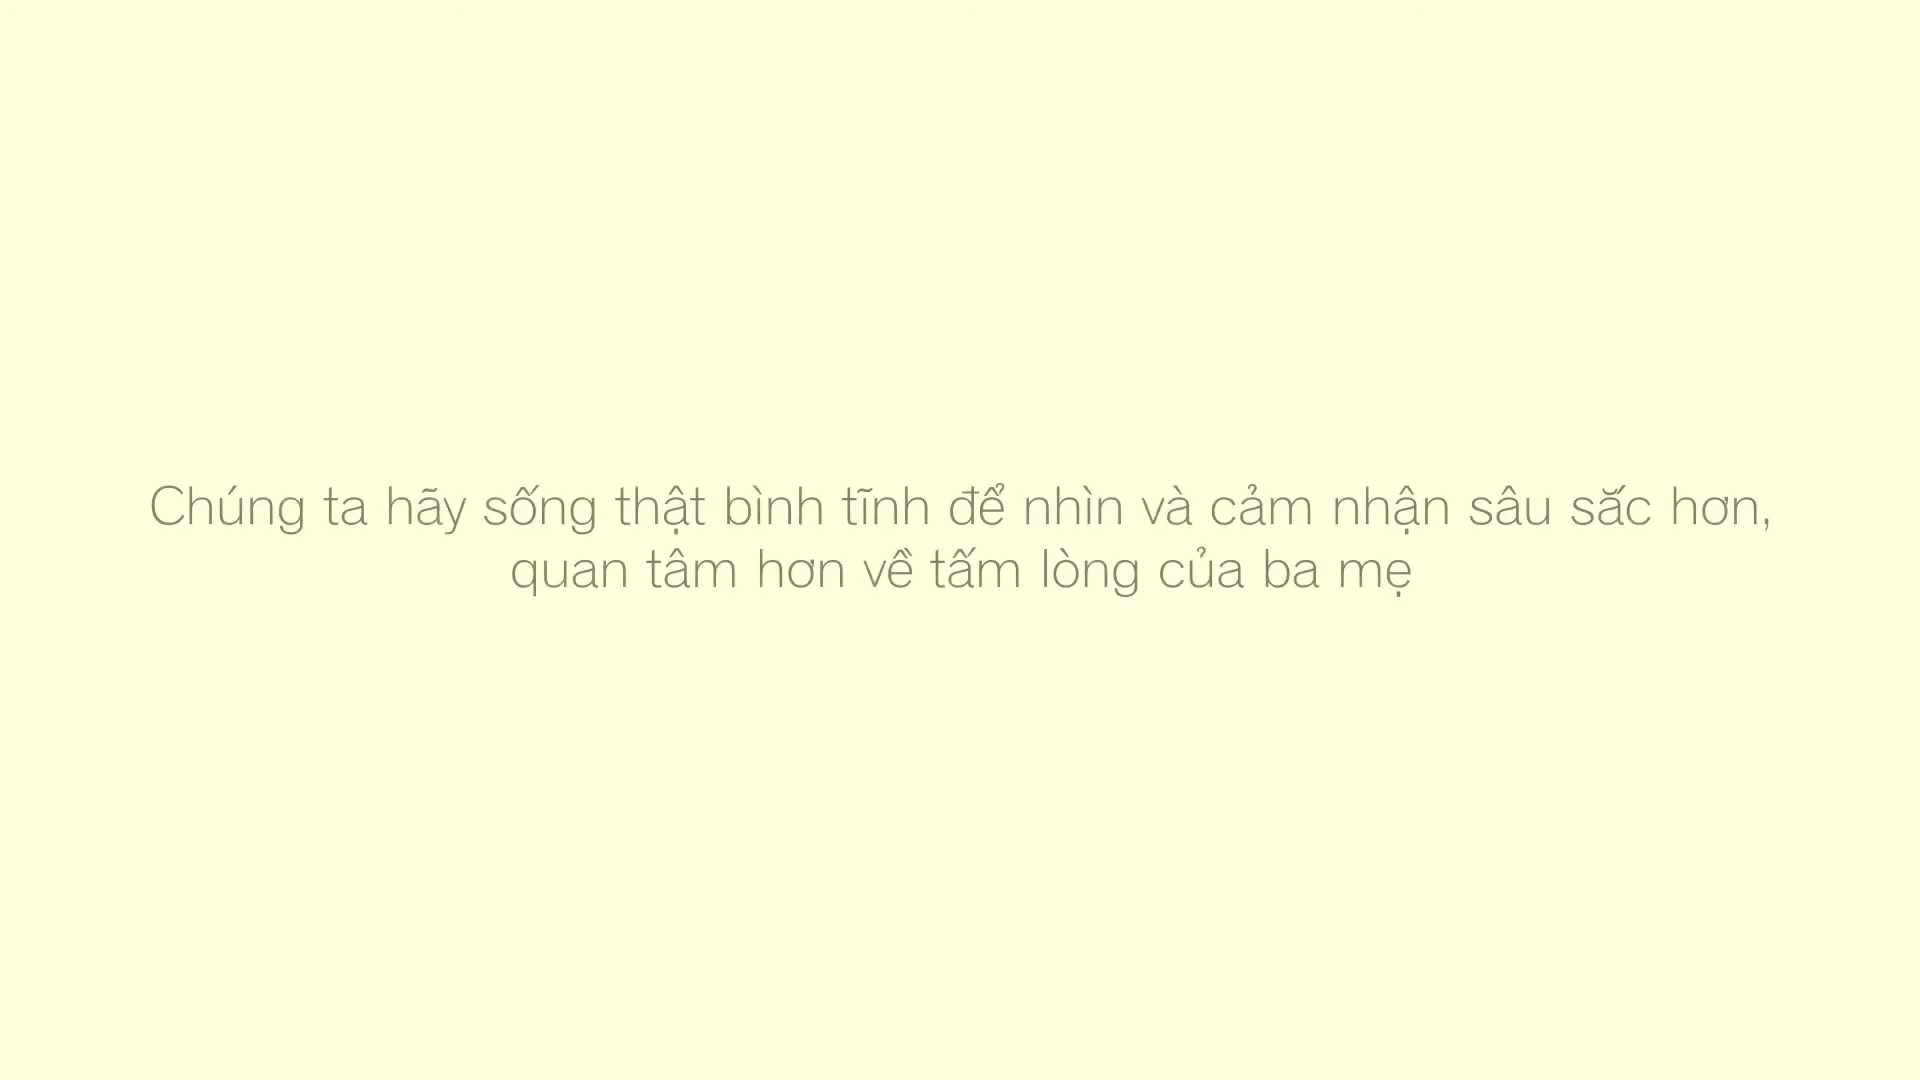 Chúng ta hãy sống thật bình tĩnh để nhìn và cảm nhận sâu sắc hơn,
quan tâm hơn về tấm lòng của ba mẹ